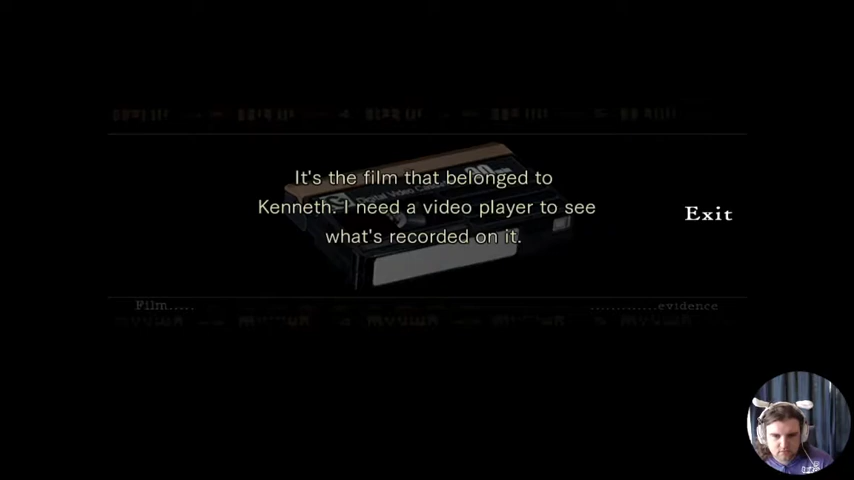 It's the film that belonged to
Kenneth. I need a video player to see
what's recorded on it.
Exit
Film.....
.............evidence